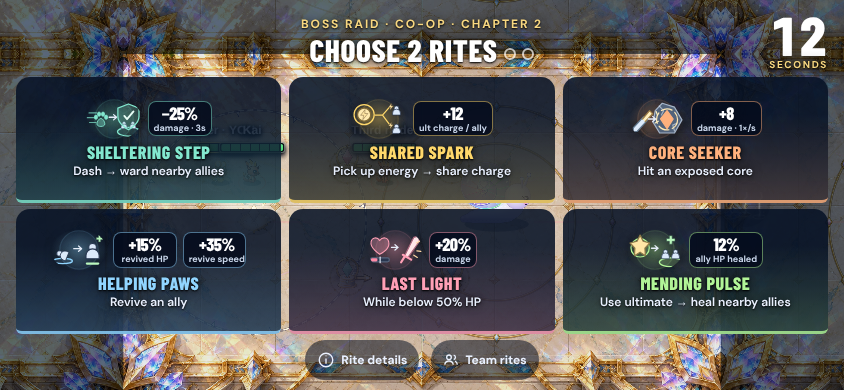 BOSS RAID · CO-OP · CHAPTER 2
CHOOSE 2 RITES
12
SECONDS
−25%
damage · 3s
SHELTERING STEP
Dash → ward nearby allies
+12
ult charge / ally
SHARED SPARK
Pick up energy → share charge
+8
damage · 1×/s
CORE SEEKER
Hit an exposed core
+15%
revived HP
+35%
revive speed
HELPING PAWS
Revive an ally
+20%
damage
LAST LIGHT
While below 50% HP
12%
ally HP healed
MENDING PULSE
Use ultimate → heal nearby allies
Rite details
Team rites